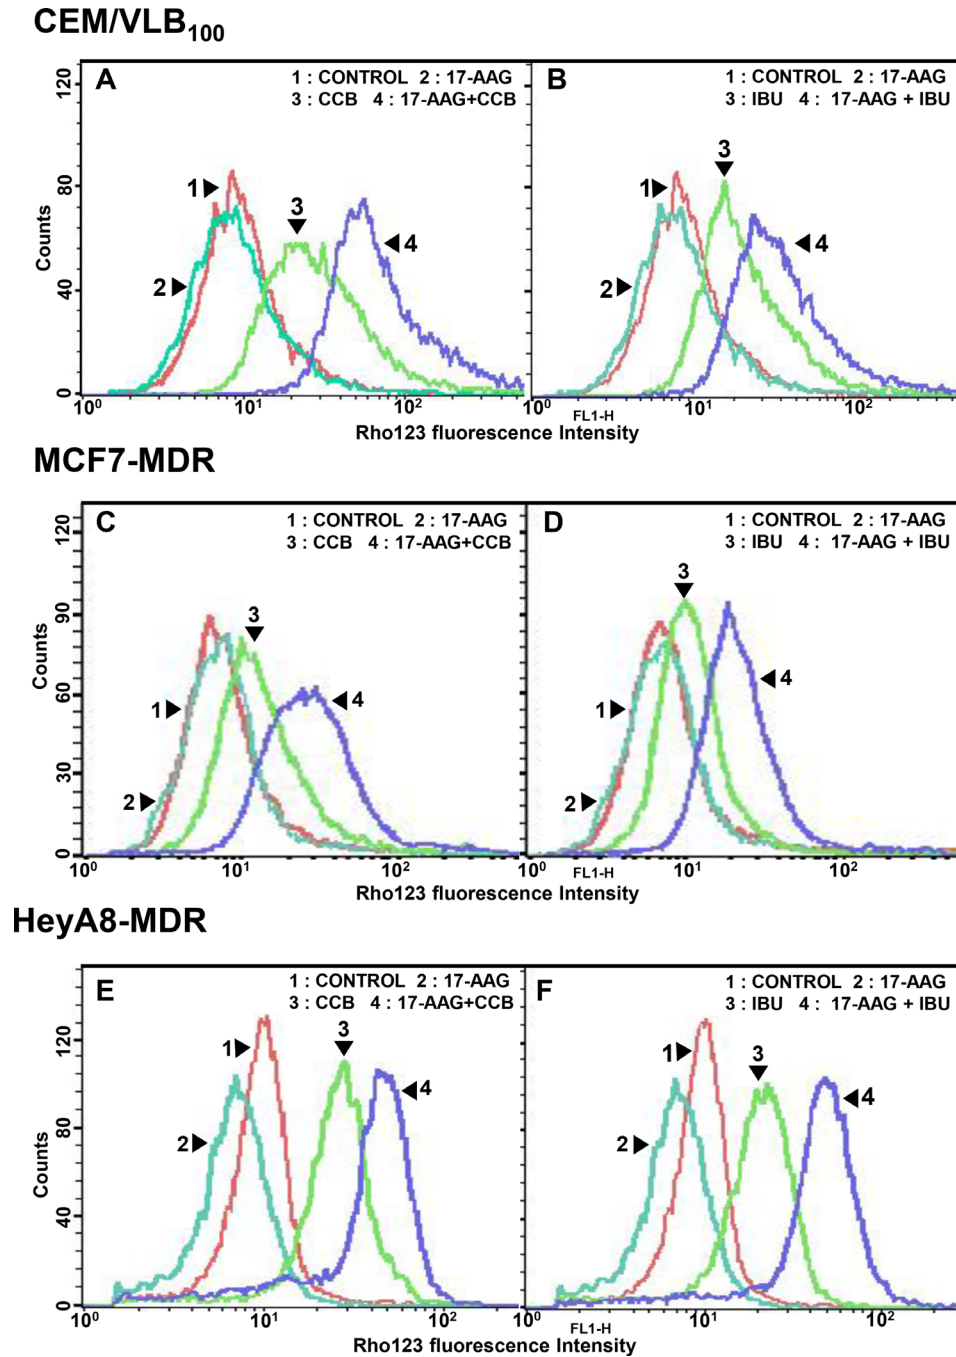 CEM/VLB100
A
1 : CONTROL 2 : 17-AAG
3 : CCB 4 : 17-AAG+CCB
B
1 : CONTROL 2 : 17-AAG
3 : IBU 4 : 17-AAG + IBU
120
80
40
0
Counts
1
2
3
4
1
2
3
4
10⁰ 10¹ 10² 10⁰ 10¹ 10²
FL1-H
Rho123 fluorescence Intensity
MCF7-MDR
C
1 : CONTROL 2 : 17-AAG
3 : CCB 4 : 17-AAG+CCB
D
1 : CONTROL 2 : 17-AAG
3 : IBU 4 : 17-AAG + IBU
120
90
60
30
0
Counts
1
2
3
4
1
2
3
4
10⁰ 10¹ 10² 10⁰ 10¹ 10²
FL1-H
Rho123 fluorescence Intensity
HeyA8-MDR
E
1 : CONTROL 2 : 17-AAG
3 : CCB 4 : 17-AAG+CCB
F
1 : CONTROL 2 : 17-AAG
3 : IBU 4 : 17-AAG + IBU
120
80
40
0
Counts
1
2
3
4
1
2
3
4
10⁰ 10¹ 10² 10⁰ 10¹ 10²
FL1-H
Rho123 fluorescence Intensity